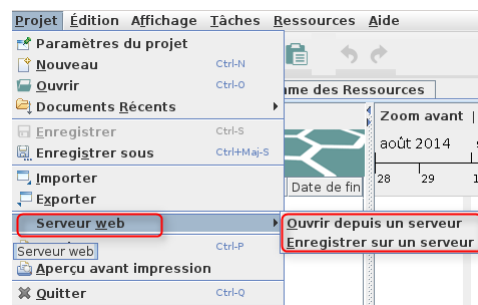 Projet Édition Affichage Tâches Ressources Aide
Paramètres du projet
Nouveau Ctrl-N
Ouvrir Ctrl-O
Documents Récents
Enregistrer Ctrl-S
Enregistrer sous Ctrl+Maj-S
Importer
Exporter
Serveur web
Ouvrir depuis un serveur
Enregistrer sur un serveur
Serveur web
Ctrl-P
Aperçu avant impression
Quitter Ctrl-Q
me des Ressources
Zoom avant |
août 2014
Date de fin
28 29